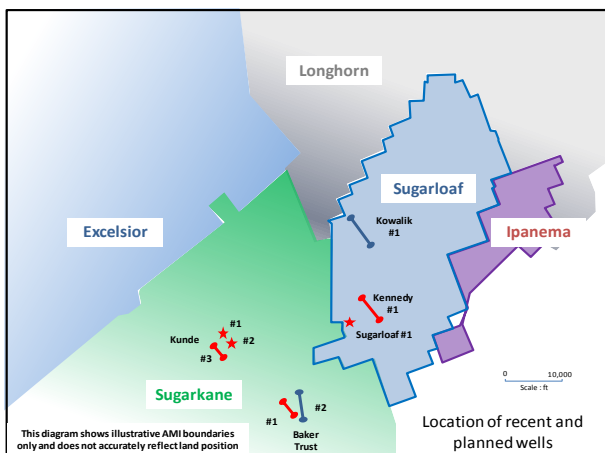 Longhorn
Sugarloaf
Excelsior
Ipanema
Kowalik
#1
Kennedy
#1
Sugarloaf #1
#1
#2
Kunde
#3
Sugarkane
#1
#2
Baker
Trust
0
10,000
Scale : ft
Location of recent and
planned wells
This diagram shows illustrative AMI boundaries
only and does not accurately reflect land position